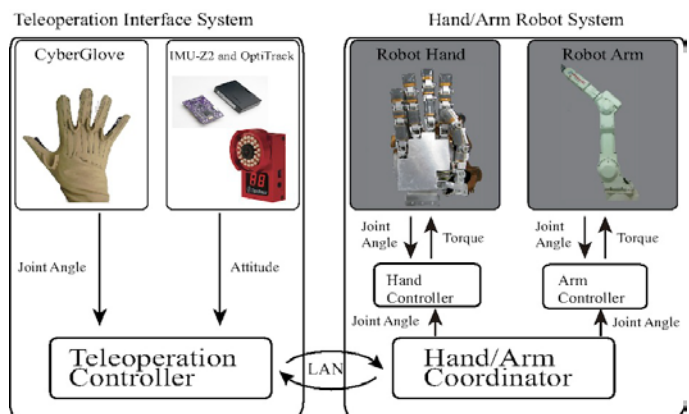 Teleoperation Interface System
Hand/Arm Robot System
CyberGlove
IMU-Z2 and OptiTrack
Robot Hand
Robot Arm
88
Joint Angle
Attitude
Joint
Angle
Torque
Joint
Angle
Torque
Hand
Controller
Arm
Controller
Joint Angle
Joint Angle
Teleoperation
Controller
LAN
Hand/Arm
Coordinator